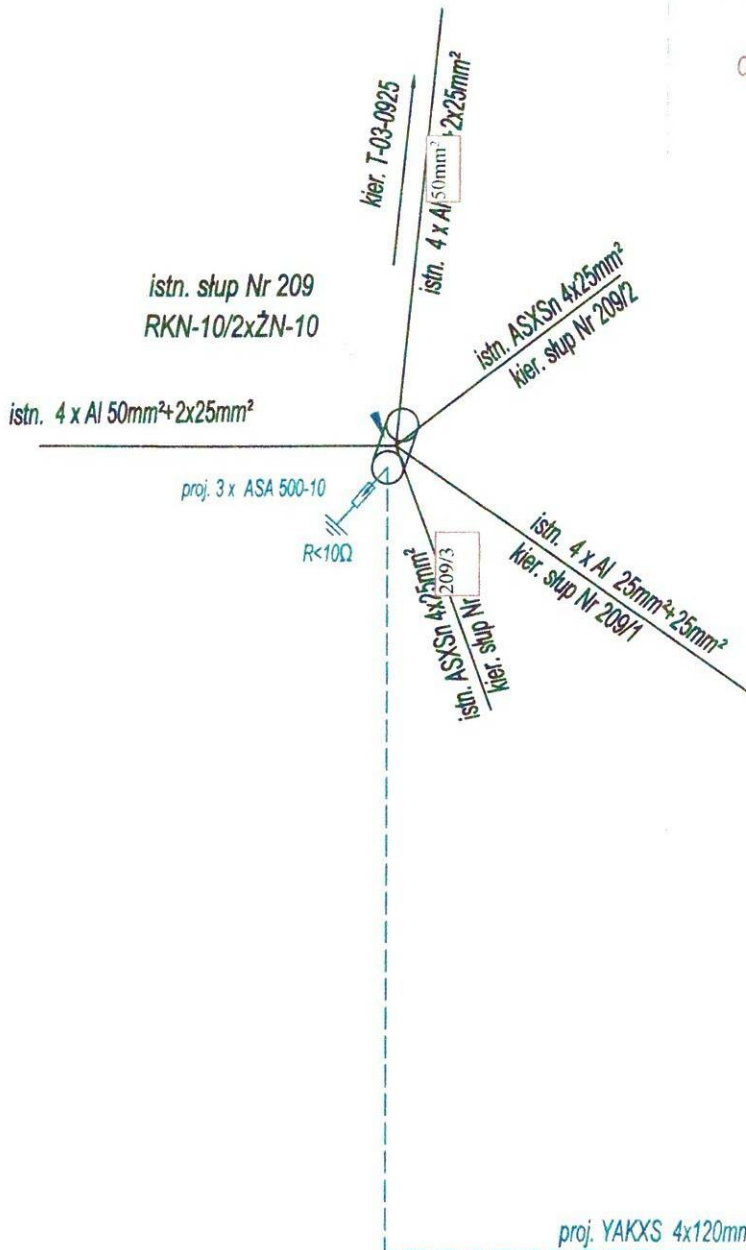 kier. T-03-0925
istn. 4 x Al 50mm²+2x25mm²
istn. słup Nr 209
RKN-10/2xŻN-10
istn. ASXSn 4x25mm²
kier. słup Nr 209/2
istn. 4 x Al 50mm²+2x25mm²
proj. 3 x ASA 500-10
R<10Ω
istn. ASXSn 4x25mm²
kier. słup Nr 209/3
istn. 4 x Al 25mm²+25mm²
kier. słup Nr 209/1
proj. YAKXS 4x120mm